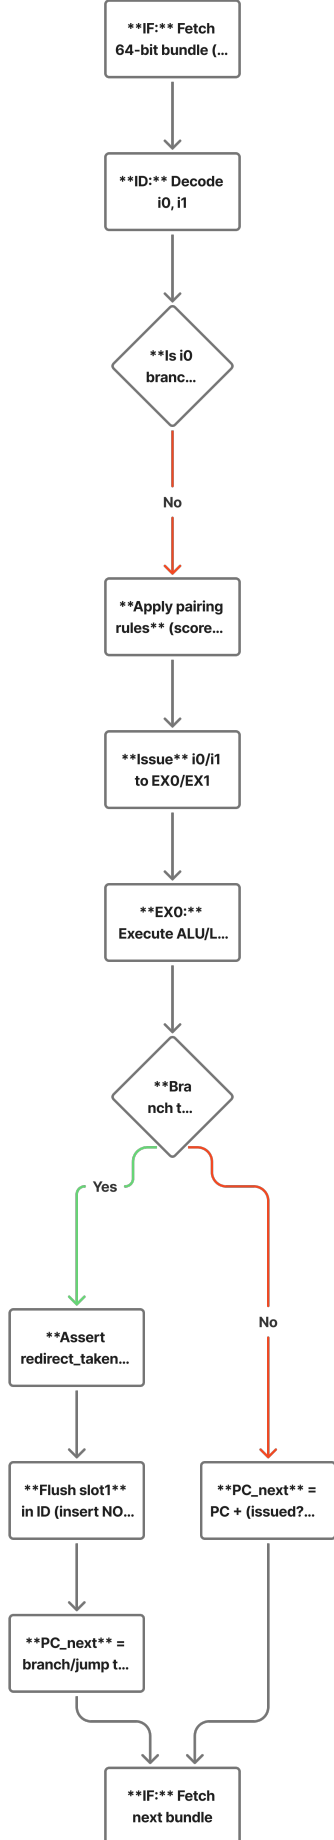 **IF:** Fetch
64-bit bundle (...
**ID:** Decode
i0, i1
**Is i0
branc...
No
**Apply pairing
rules** (score...
**Issue** i0/i1
to EX0/EX1
**EX0:**
Execute ALU/L...
**Bra
nch t...
Yes
**Assert
redirect_taken...
No
**Flush slot1**
in ID (insert NO...
**PC_next** =
PC + (issued?...
**PC_next** =
branch/jump t...
**IF:** Fetch
next bundle